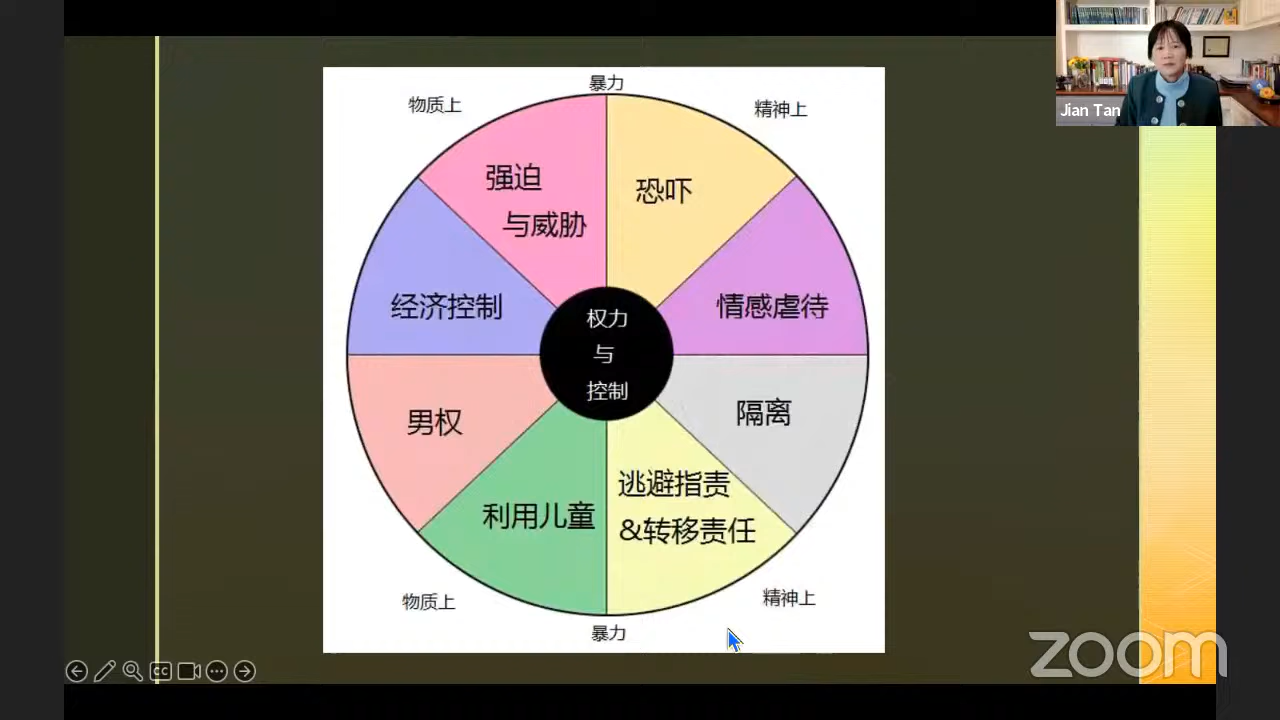 暴力
物质上
精神上
Jian Tan
强迫
与威胁
恐吓
经济控制
情感虐待
权力
与
控制
男权
隔离
利用儿童
逃避指责
&转移责任
物质上
精神上
暴力
CC
zoom